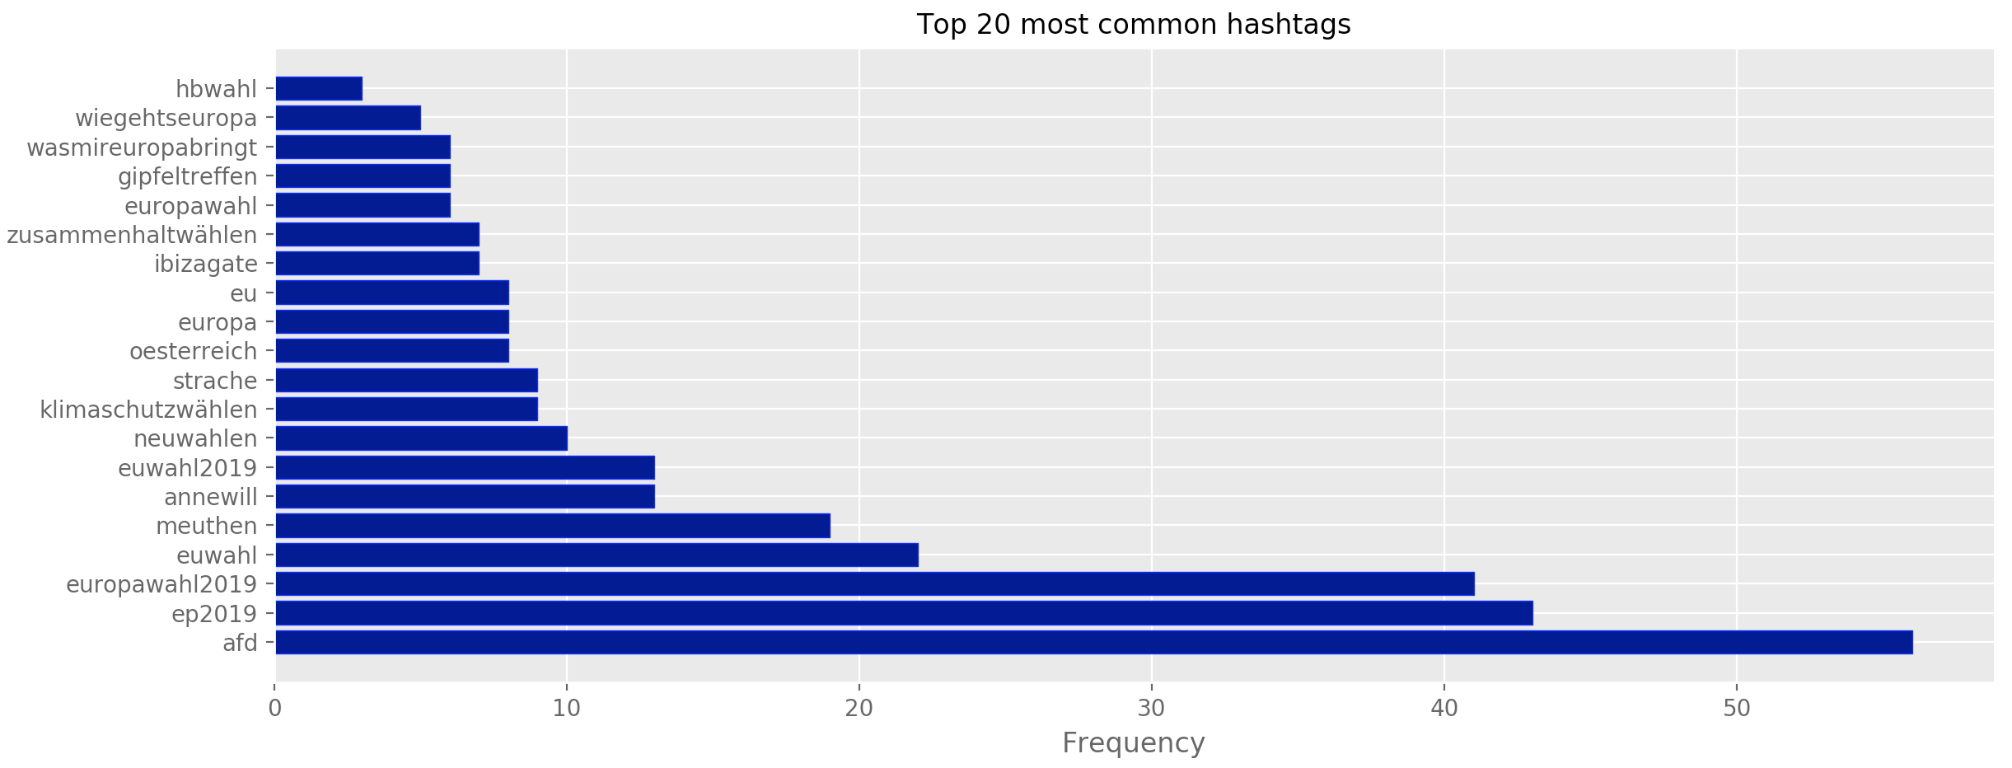 Top 20 most common hashtags
hbwahl
wiegehtseuropa
wasmireuropabringt
gipfeltreffen
europawahl
zusammenhaltwählen
ibizagate
eu
europa
oesterreich
strache
klimaschutzwählen
neuwahlen
euwahl2019
annewill
meuthen
euwahl
europawahl2019
ep2019
afd
0 10 20 30 40 50
Frequency